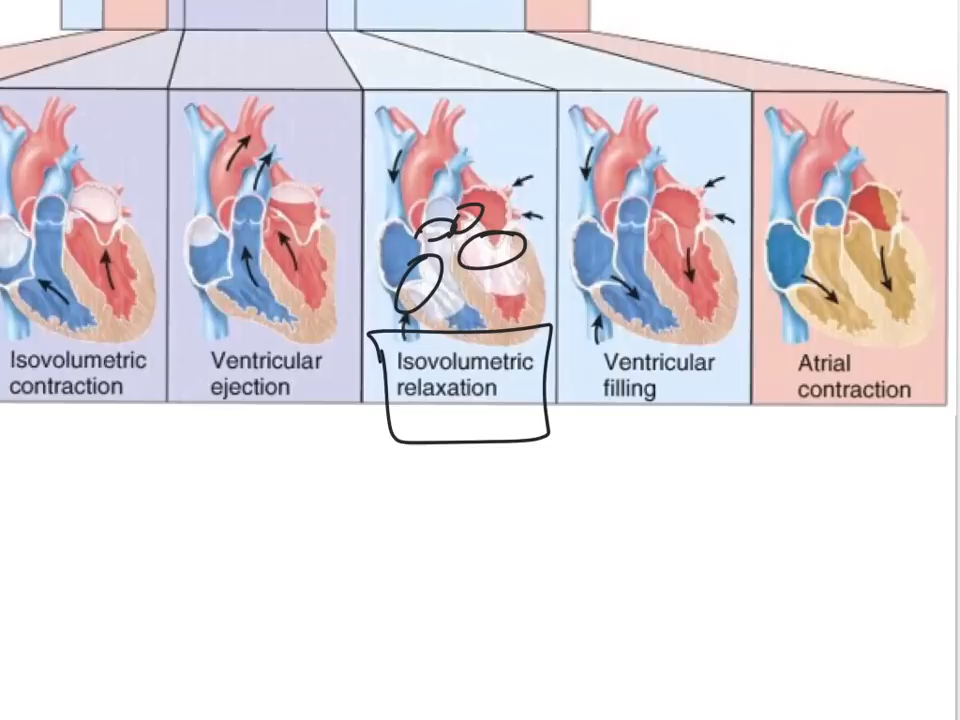 Isovolumetric
contraction
Ventricular
ejection
Isovolumetric
relaxation
Ventricular
filling
Atrial
contraction